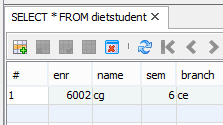 SELECT * FROM dietstudent
# enr name sem branch
1 6002 cg 6 ce